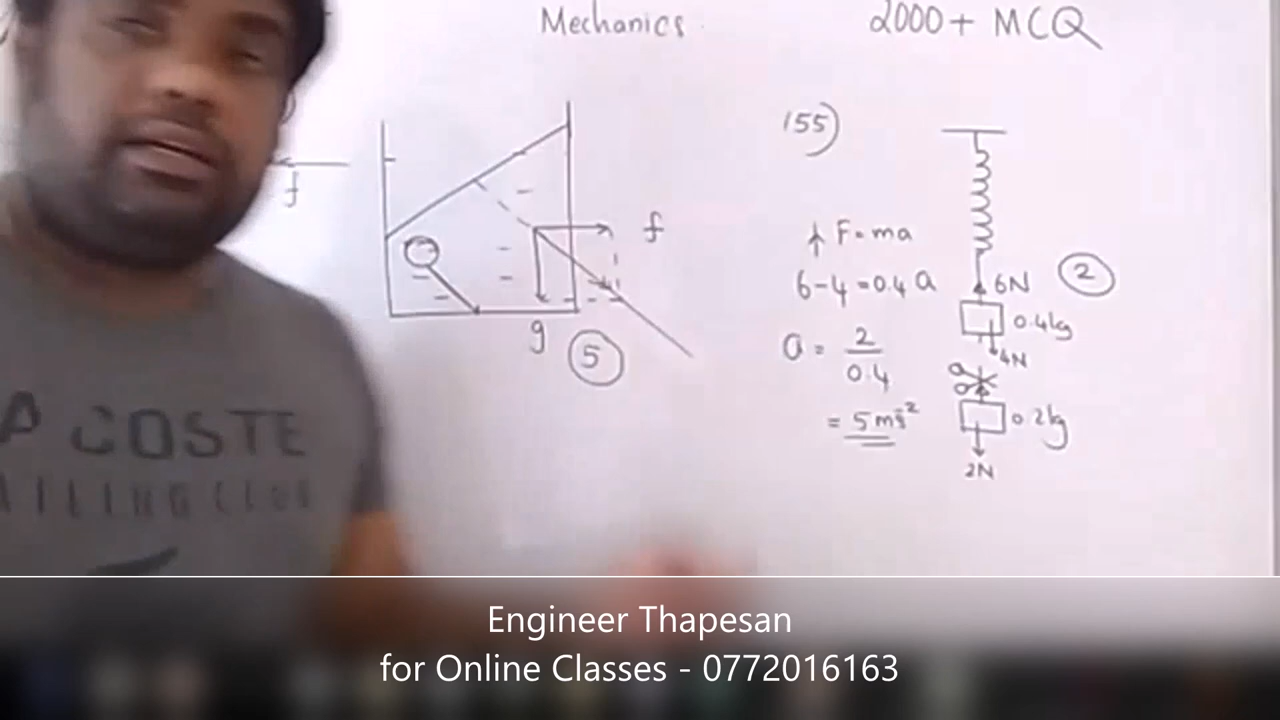 Mechanics
2000+ MCQ
155)
f
f
g
5
↑ F=ma
6-4=0.4a
a = 2/0.4
= 5ms⁻²
6N
2
0.4kg
4N
0.2kg
2N
COSTE
Engineer Thapesan
for Online Classes - 0772016163